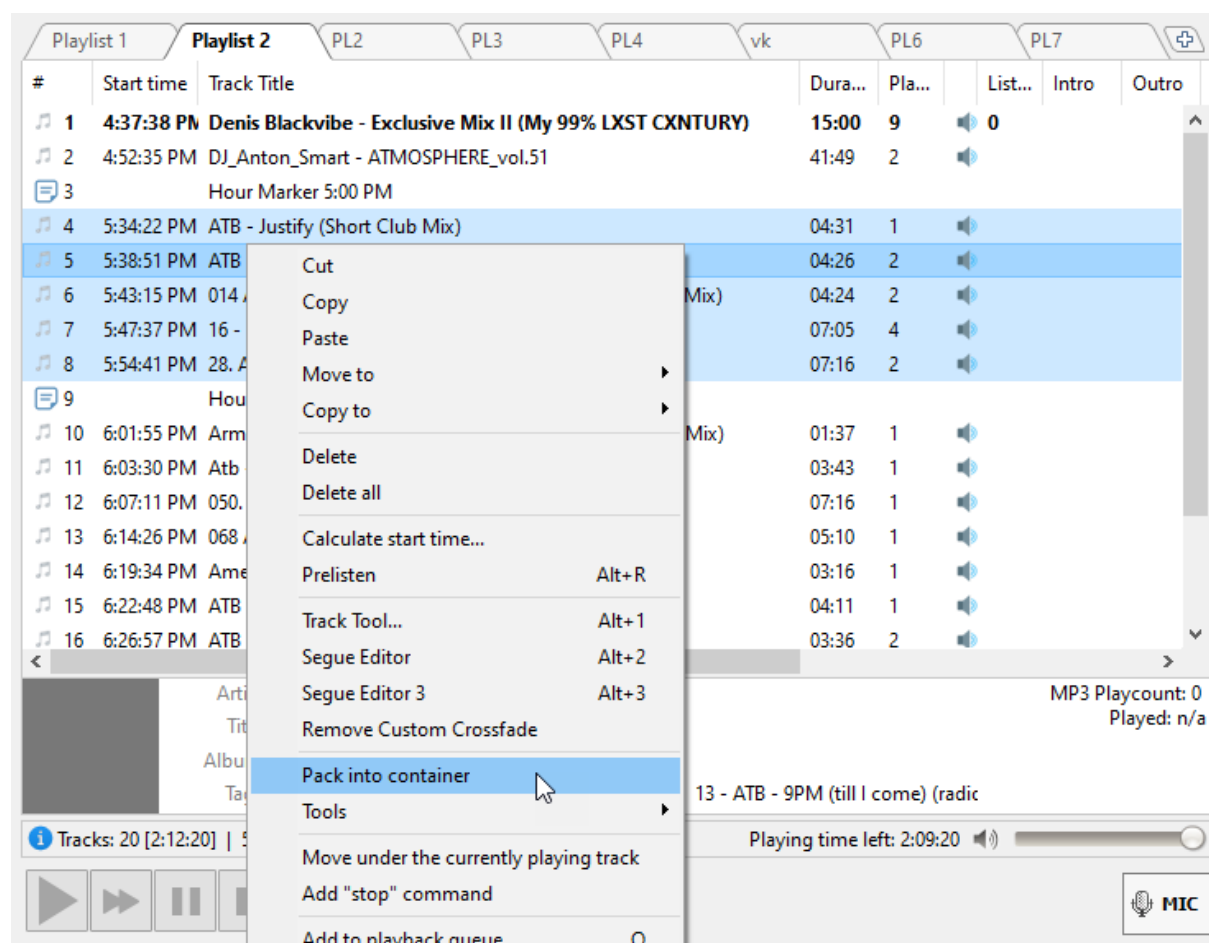 Playlist 1 Playlist 2 PL2 PL3 PL4 vk PL6 PL7
# Start time Track Title Dura... Pla... List... Intro Outro
1 4:37:38 PM Denis Blackvibe - Exclusive Mix II (My 99% LXST CXNTURY) 15:00 9 0
2 4:52:35 PM DJ_Anton_Smart - ATMOSPHERE_vol.51 41:49 2
3 Hour Marker 5:00 PM
4 5:34:22 PM ATB - Justify (Short Club Mix) 04:31 1
5 5:38:51 PM ATB 04:26 2
6 5:43:15 PM 014 Mix) 04:24 2
7 5:47:37 PM 16 - 07:05 4
8 5:54:41 PM 28. 07:16 2
9 Hou
10 6:01:55 PM Arm Mix) 01:37 1
11 6:03:30 PM Atb 03:43 1
12 6:07:11 PM 050. 07:16 1
13 6:14:26 PM 068 05:10 1
14 6:19:34 PM Ame 03:16 1
15 6:22:48 PM ATB 04:11 1
16 6:26:57 PM ATB 03:36 2
Cut
Copy
Paste
Move to
Copy to
Delete
Delete all
Calculate start time...
Prelisten Alt+R
Track Tool... Alt+1
Segue Editor Alt+2
Segue Editor 3 Alt+3
Remove Custom Crossfade
Pack into container
Tools
Move under the currently playing track
Add "stop" command
Add to playback queue Q
Arti
Tit
Albu
Ta
MP3 Playcount: 0
Played: n/a
13 - ATB - 9PM (till I come) (radic
Tracks: 20 [2:12:20] | Playing time left: 2:09:20
MIC